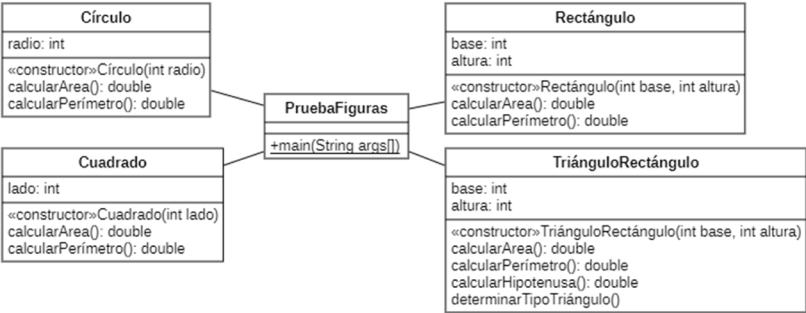 Círculo
radio: int
«constructor»Círculo(int radio)
calcularArea(): double
calcularPerímetro(): double
Rectángulo
base: int
altura: int
«constructor»Rectángulo(int base, int altura)
calcularArea(): double
calcularPerímetro(): double
PruebaFiguras
+main(String args[])
Cuadrado
lado: int
«constructor»Cuadrado(int lado)
calcularArea(): double
calcularPerímetro(): double
TriánguloRectángulo
base: int
altura: int
«constructor»TriánguloRectángulo(int base, int altura)
calcularArea(): double
calcularPerímetro(): double
calcularHipotenusa(): double
determinarTipoTriángulo()